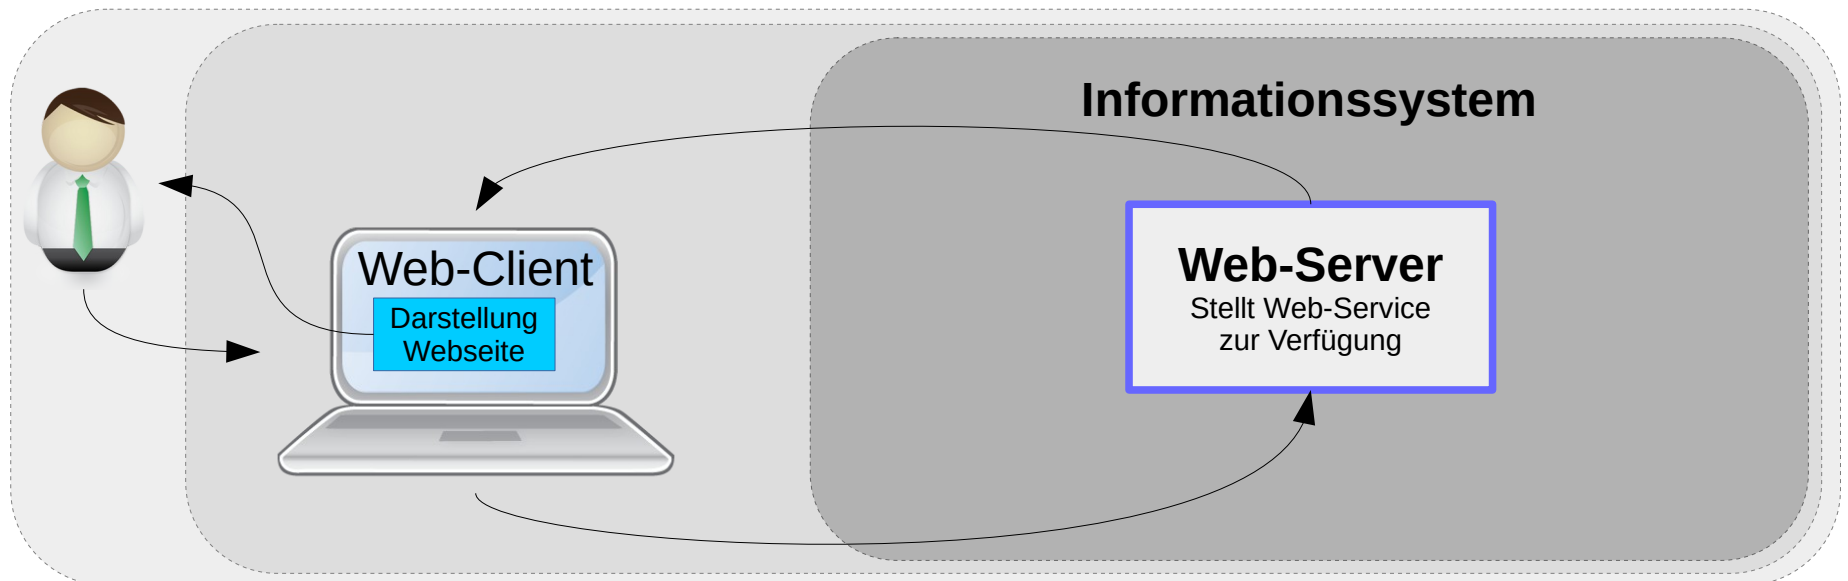 Informationssystem
Web-Client
Darstellung
Webseite
Web-Server
Stellt Web-Service
zur Verfügung